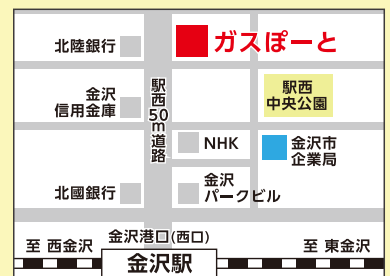 北陸銀行
ガスぽーと
金沢
信用金庫
駅西50m道路
駅西
中央公園
NHK
金沢市
企業局
北國銀行
金沢
パークビル
金沢港口(西口)
至 西金沢
至 東金沢
金沢駅